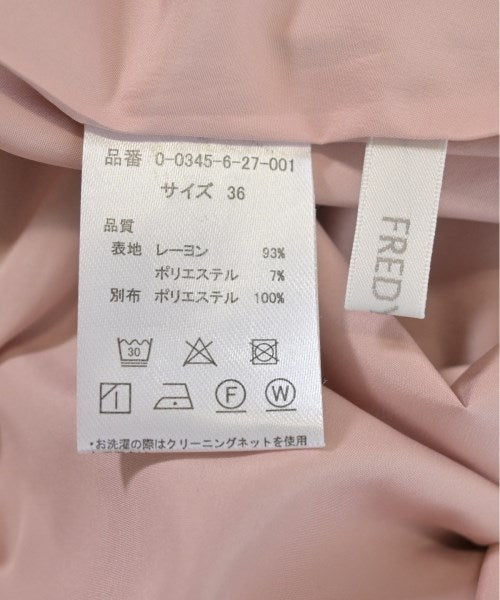 品番 0-0345-6-27-001
サイズ 36
品質
表地 レーヨン 93%
ポリエステル 7%
別布 ポリエステル 100%
30
F W
*お洗濯の際はクリーニングネットを使用
FRED